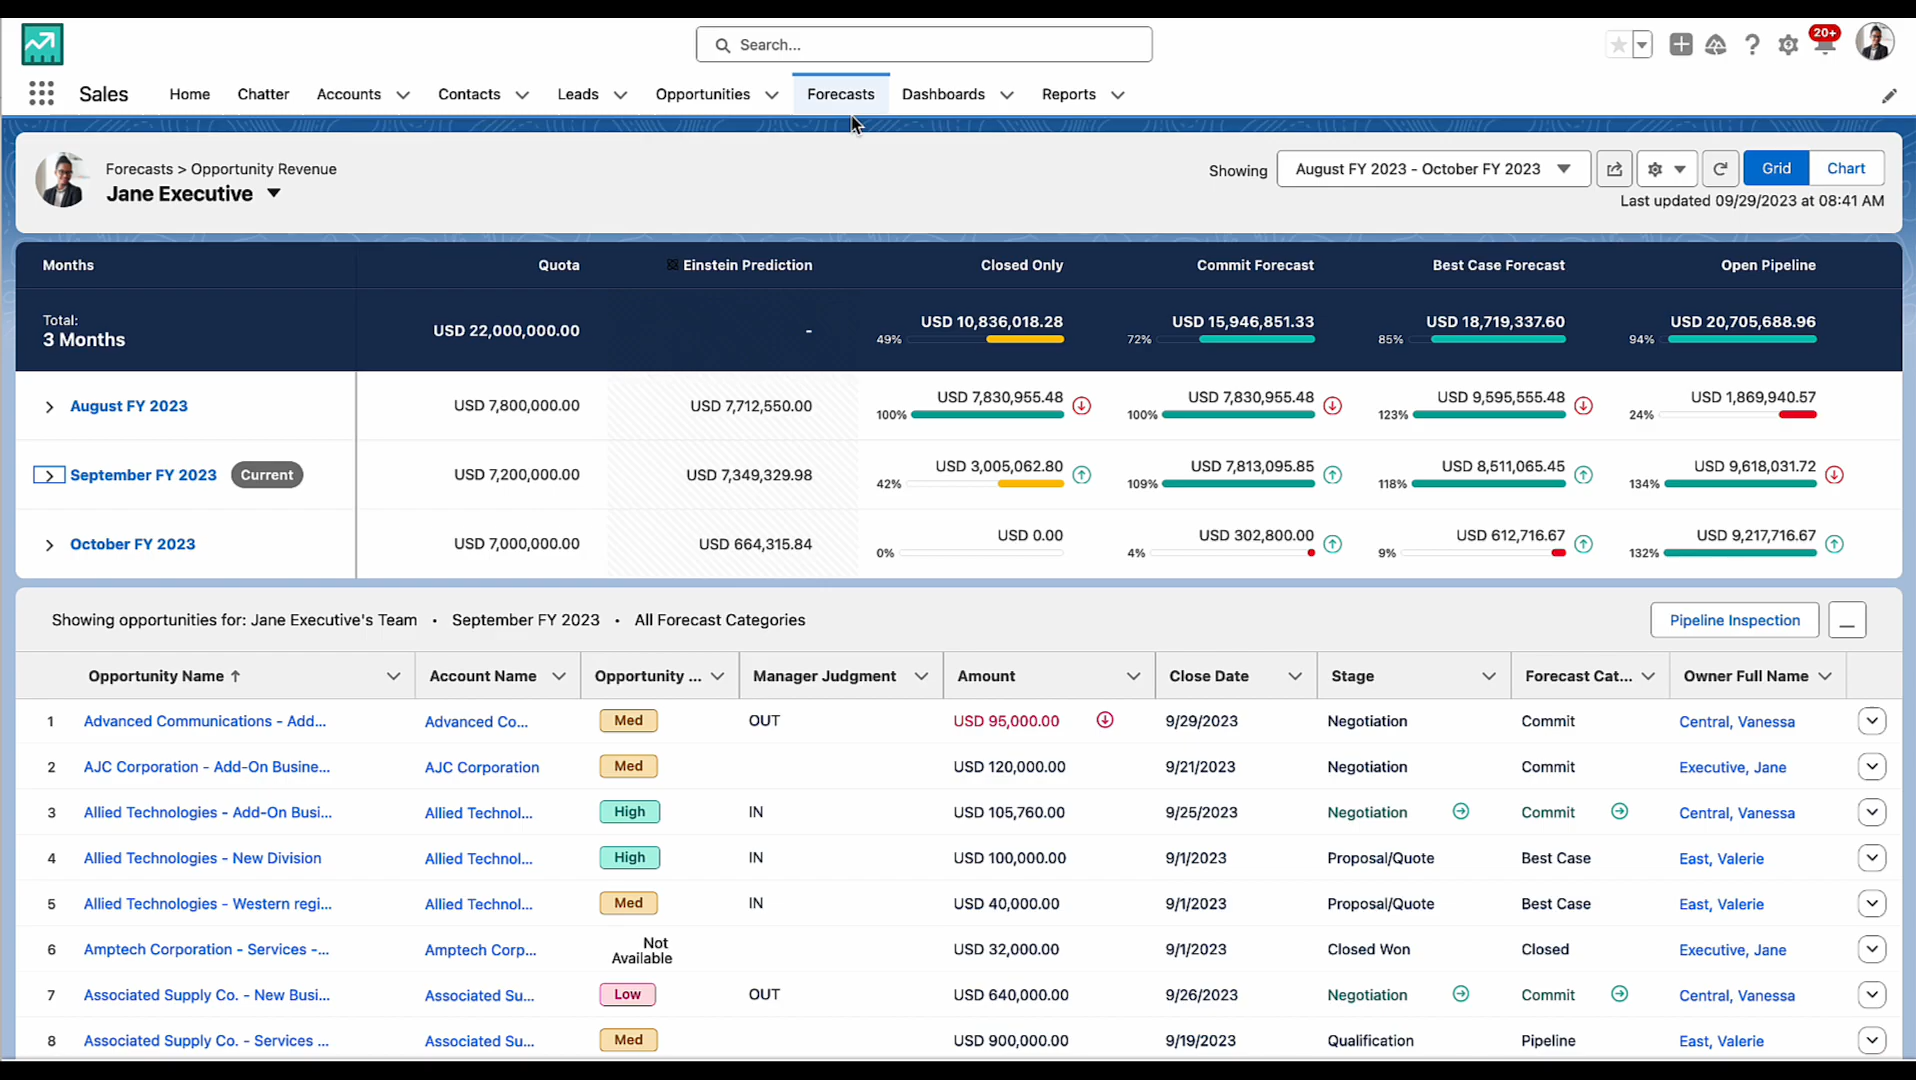 Search...
20+
Sales
Home
Chatter
Accounts
Contacts
Leads
Opportunities
Forecasts
Dashboards
Reports
Forecasts > Opportunity Revenue
Jane Executive
Showing
August FY 2023 - October FY 2023
Grid
Chart
Last updated 09/29/2023 at 08:41 AM
Months Quota Einstein Prediction Closed Only Commit Forecast Best Case Forecast Open Pipeline
Total:
3 Months
USD 22,000,000.00 - USD 10,836,018.28 USD 15,946,851.33 USD 18,719,337.60 USD 20,705,688.96
49% 72% 85% 94%
August FY 2023 USD 7,800,000.00 USD 7,712,550.00 USD 7,830,955.48 USD 7,830,955.48 USD 9,595,555.48 USD 1,869,940.57
100% 100% 123% 24%
September FY 2023 Current USD 7,200,000.00 USD 7,349,329.98 USD 3,005,062.80 USD 7,813,095.85 USD 8,511,065.45 USD 9,618,031.72
42% 109% 118% 134%
October FY 2023 USD 7,000,000.00 USD 664,315.84 USD 0.00 USD 302,800.00 USD 612,716.67 USD 9,217,716.67
0% 4% 9% 132%
Showing opportunities for: Jane Executive's Team • September FY 2023 • All Forecast Categories
Pipeline Inspection
Opportunity Name Account Name Opportunity ... Manager Judgment Amount Close Date Stage Forecast Cat... Owner Full Name
1 Advanced Communications - Add... Advanced Co... Med OUT USD 95,000.00 9/29/2023 Negotiation Commit Central, Vanessa
2 AJC Corporation - Add-On Busine... AJC Corporation Med USD 120,000.00 9/21/2023 Negotiation Commit Executive, Jane
3 Allied Technologies - Add-On Busi... Allied Technol... High IN USD 105,760.00 9/25/2023 Negotiation Commit Central, Vanessa
4 Allied Technologies - New Division Allied Technol... High IN USD 100,000.00 9/1/2023 Proposal/Quote Best Case East, Valerie
5 Allied Technologies - Western regi... Allied Technol... Med IN USD 40,000.00 9/1/2023 Proposal/Quote Best Case East, Valerie
6 Amptech Corporation - Services -... Amptech Corp... Not Available USD 32,000.00 9/1/2023 Closed Won Closed Executive, Jane
7 Associated Supply Co. - New Busi... Associated Su... Low OUT USD 640,000.00 9/26/2023 Negotiation Commit Central, Vanessa
8 Associated Supply Co. - Services ... Associated Su... Med USD 900,000.00 9/19/2023 Qualification Pipeline East, Valerie